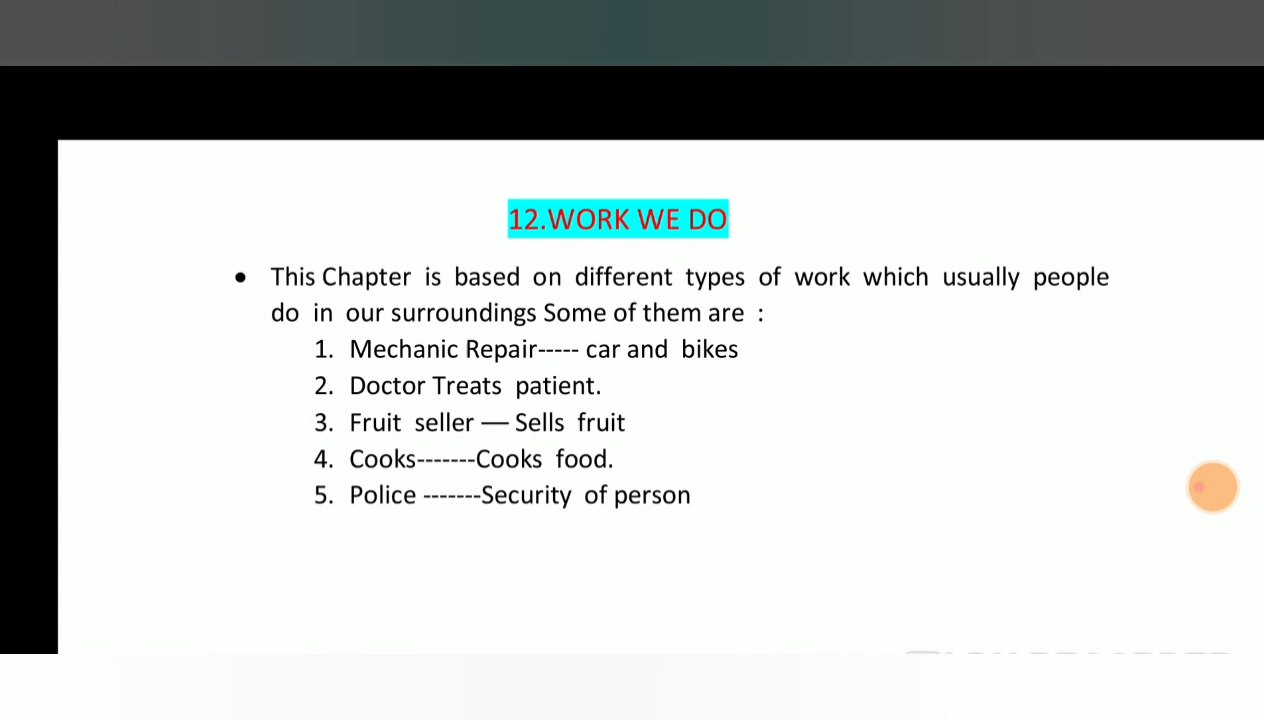 12.WORK WE DO
• This Chapter is based on different types of work which usually people
do in our surroundings Some of them are :
1. Mechanic Repair----- car and bikes
2. Doctor Treats patient.
3. Fruit seller — Sells fruit
4. Cooks-------Cooks food.
5. Police -------Security of person